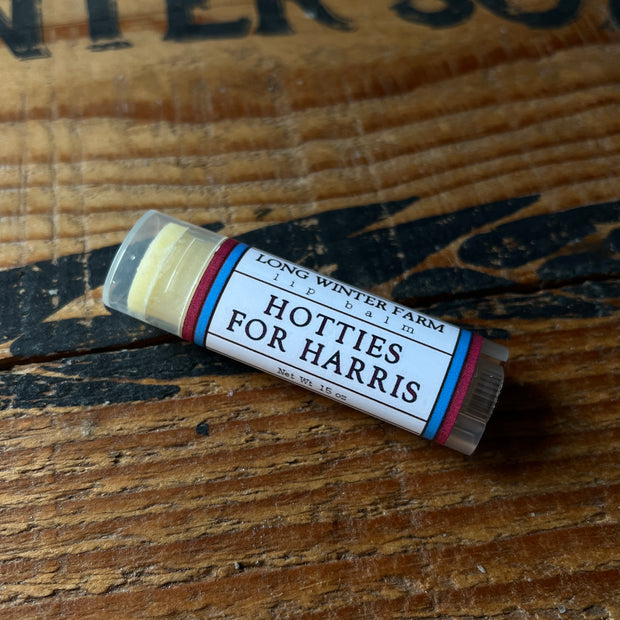 LONG WINTER FARM
lip balm
HOTTIES
FOR HARRIS
Net Wt 15 oz